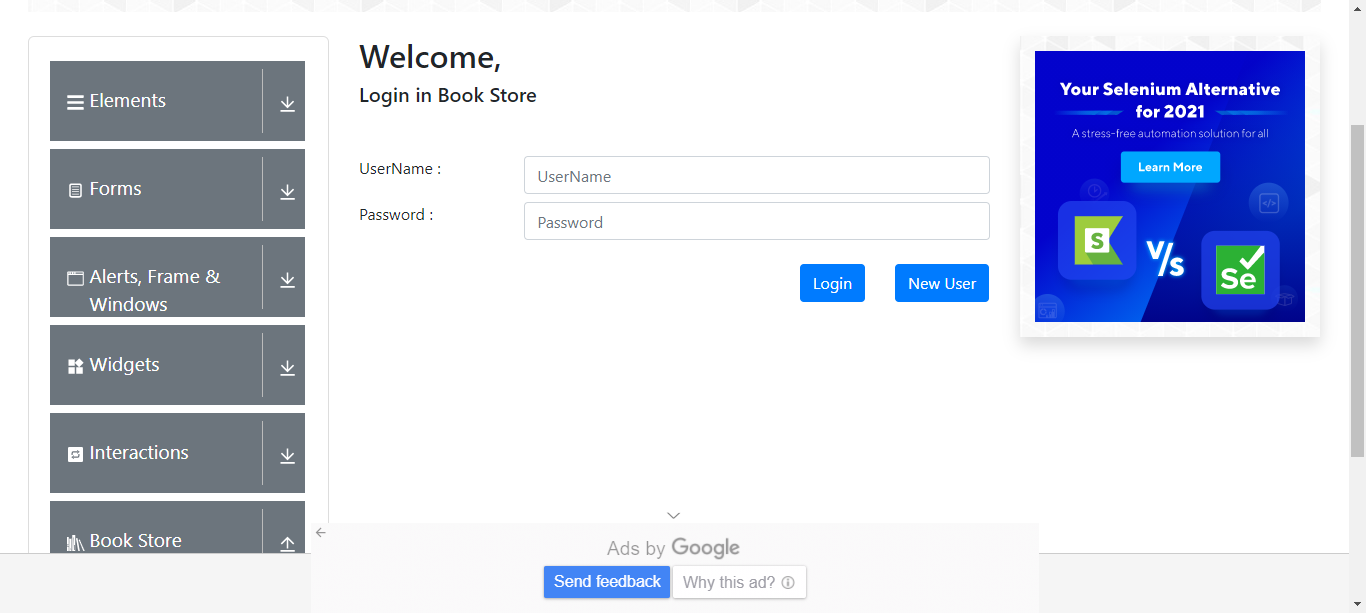 Elements
Forms
Alerts, Frame &
Windows
Widgets
Interactions
Book Store
Welcome,
Login in Book Store
UserName :
UserName
Password :
Password
Login
New User
Your Selenium Alternative
for 2021
A stress-free automation solution for all
Learn More
S
V/s
Se
Ads by Google
Send feedback
Why this ad?